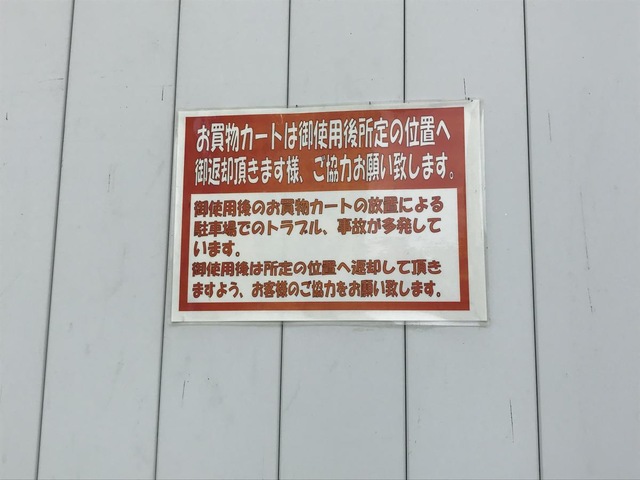 お買物カートは御使用後所定の位置へ
御返却頂きます様、ご協力お願い致します。
御使用後のお買物カートの放置による
駐車場でのトラブル、事故が多発して
います。
御使用後は所定の位置へ返却して頂き
ますよう、お客様のご協力をお願い致します。